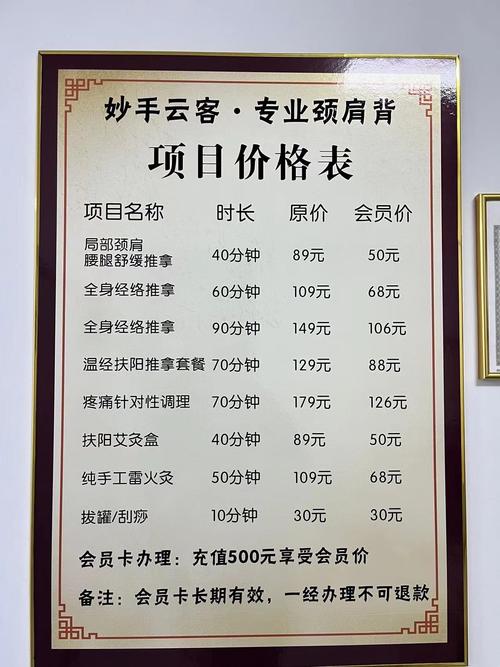 妙手云客·专业颈肩背
项目价格表
项目名称 时长 原价 会员价
局部颈肩
腰腿舒缓推拿 40分钟 89元 50元
全身经络推拿 60分钟 109元 68元
全身经络推拿 90分钟 149元 106元
温经扶阳推拿套餐 70分钟 129元 88元
疼痛针对性调理 70分钟 179元 126元
扶阳艾灸盒 40分钟 89元 50元
纯手工雷火灸 50分钟 109元 68元
拔罐/刮痧 10分钟 30元 30元
会员卡办理：充值500元享受会员价
备注：会员卡长期有效，一经办理不可退款